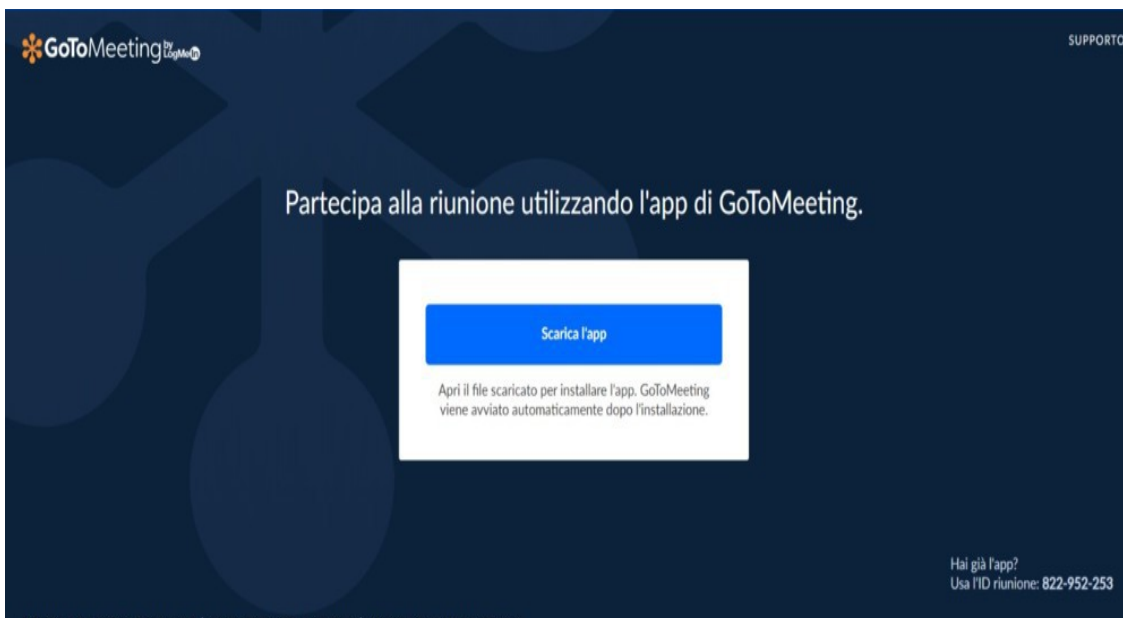 GoToMeeting by LogMeIn
SUPPORTO
Partecipa alla riunione utilizzando l'app di GoToMeeting.
Scarica l'app
Apri il file scaricato per installare l'app. GoToMeeting
viene avviato automaticamente dopo l'installazione.
Hai già l'app?
Usa l'ID riunione: 822-952-253